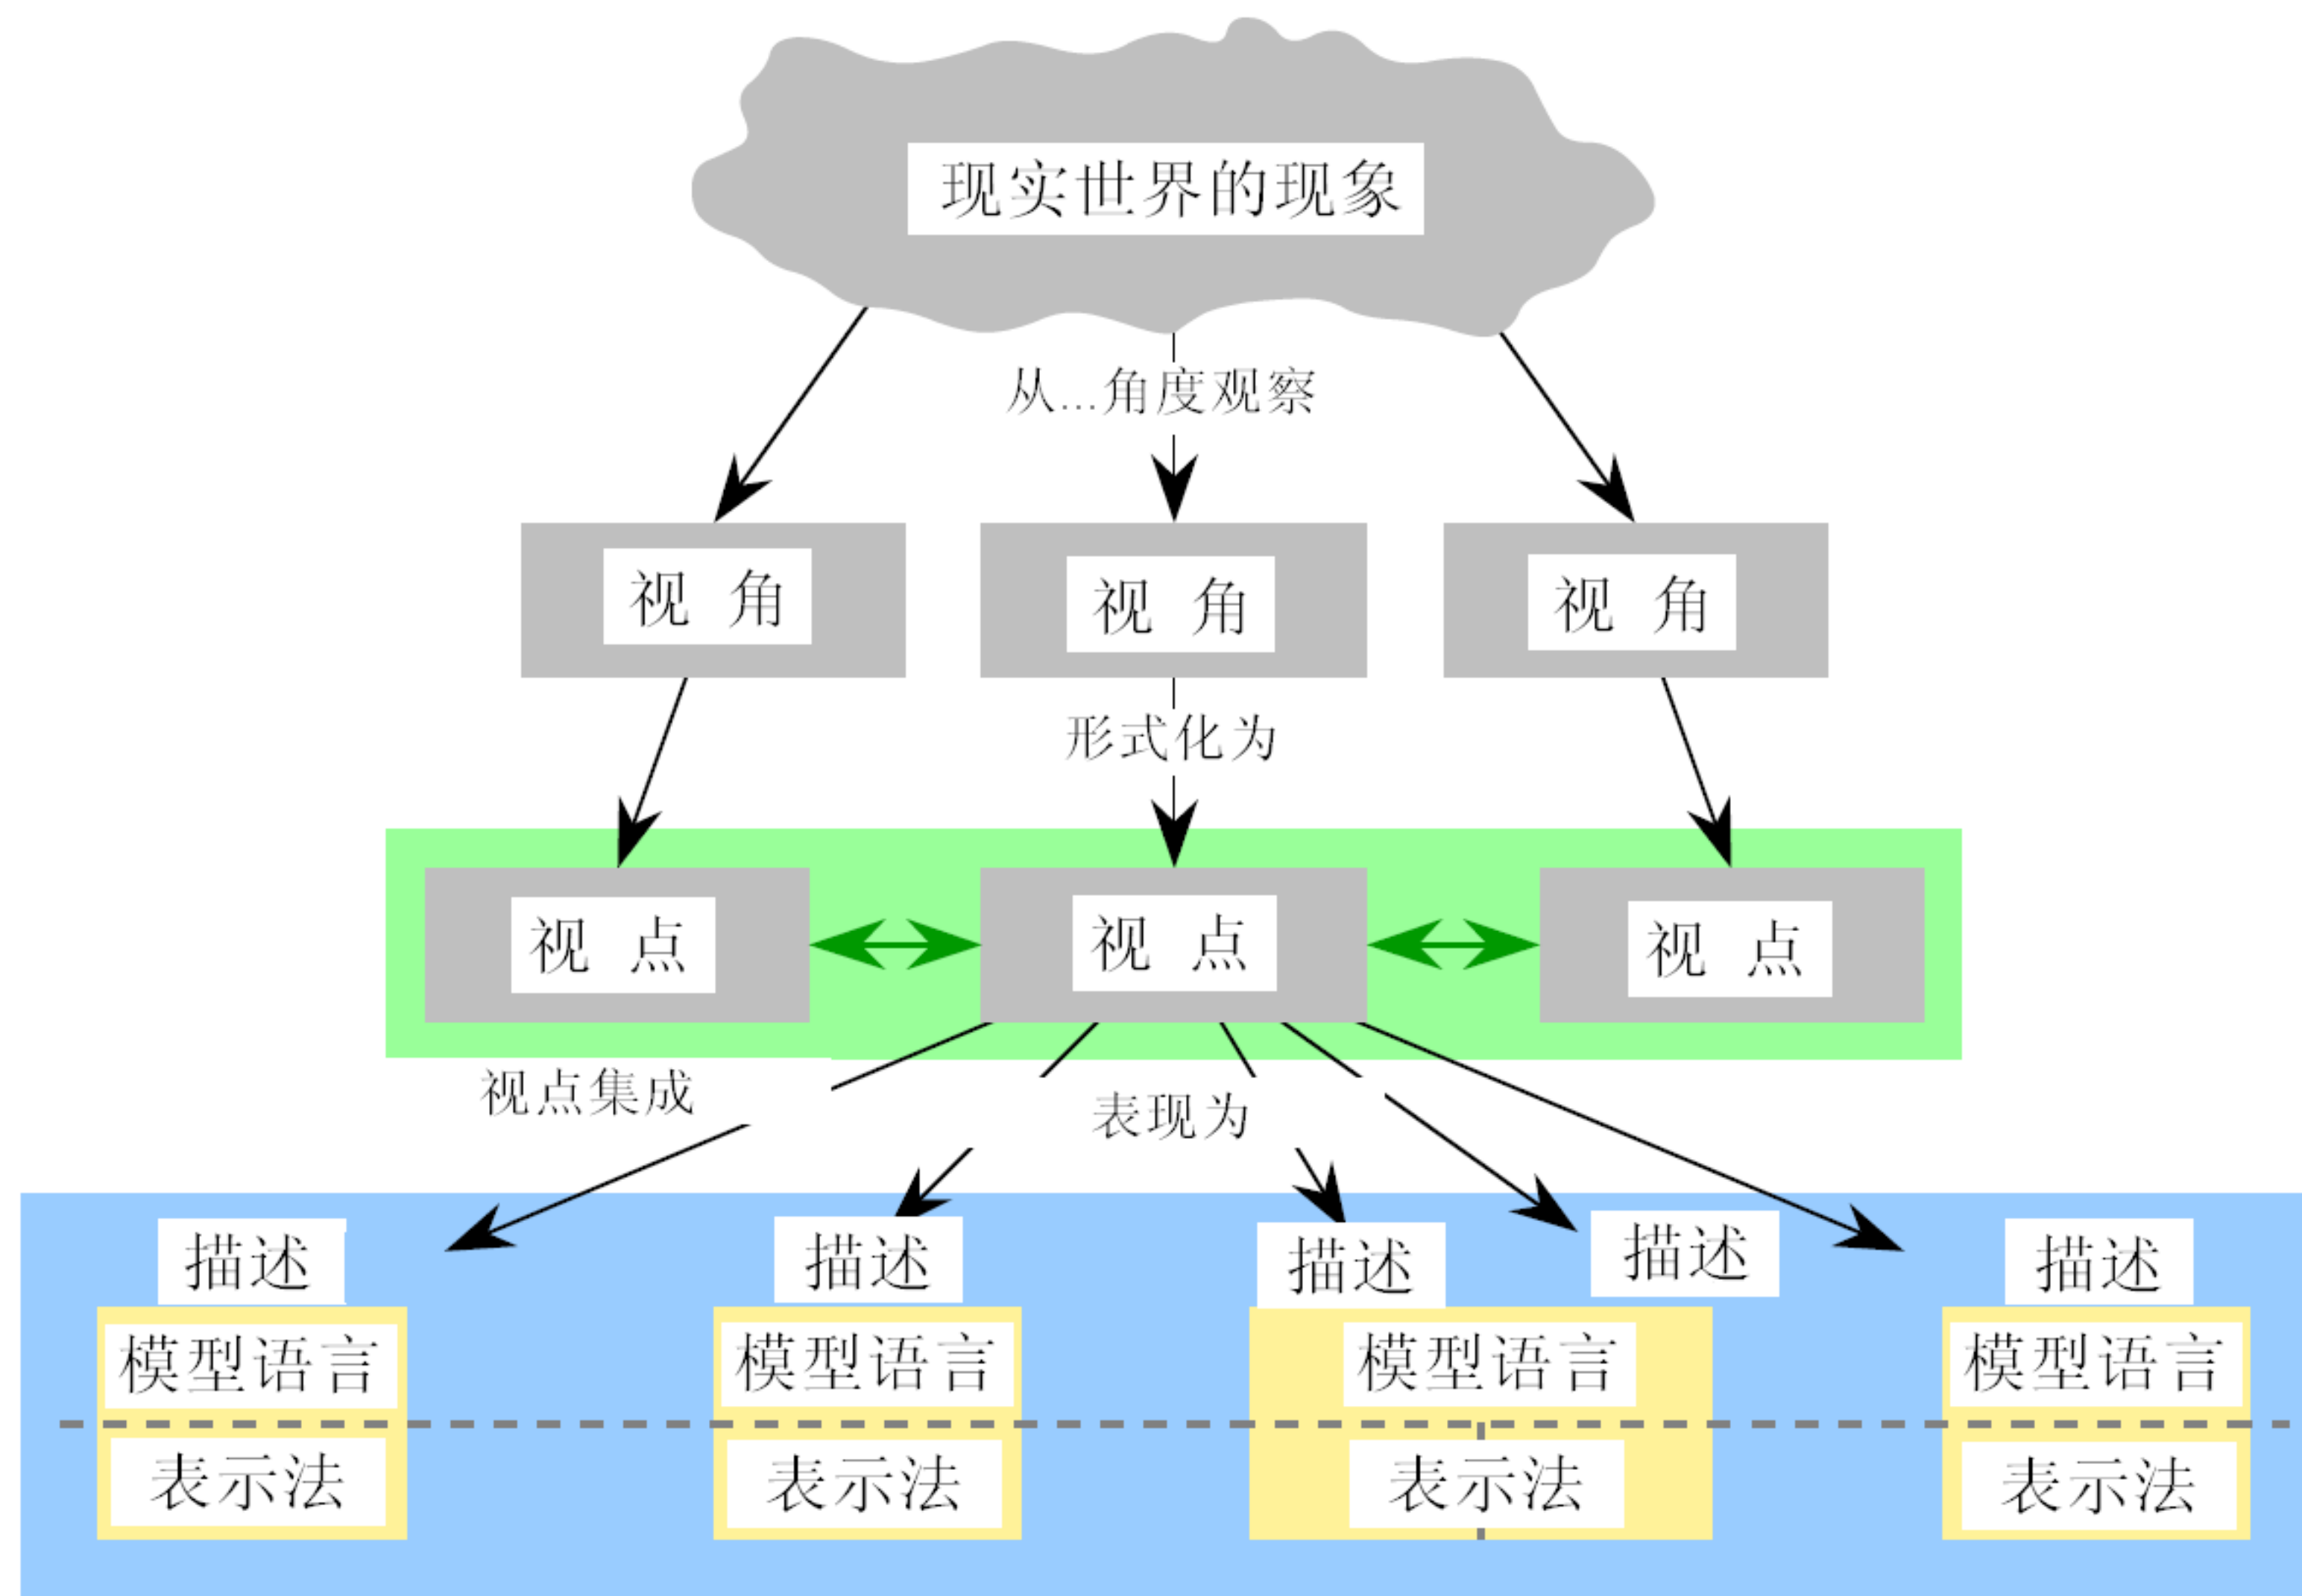 现实世界的现象
从...角度观察
视 角
视 角
视 角
形式化为
视 点
视 点
视 点
视点集成
表现为
描述
描述
描述
描述
描述
模型语言
模型语言
模型语言
模型语言
表示法
表示法
表示法
表示法